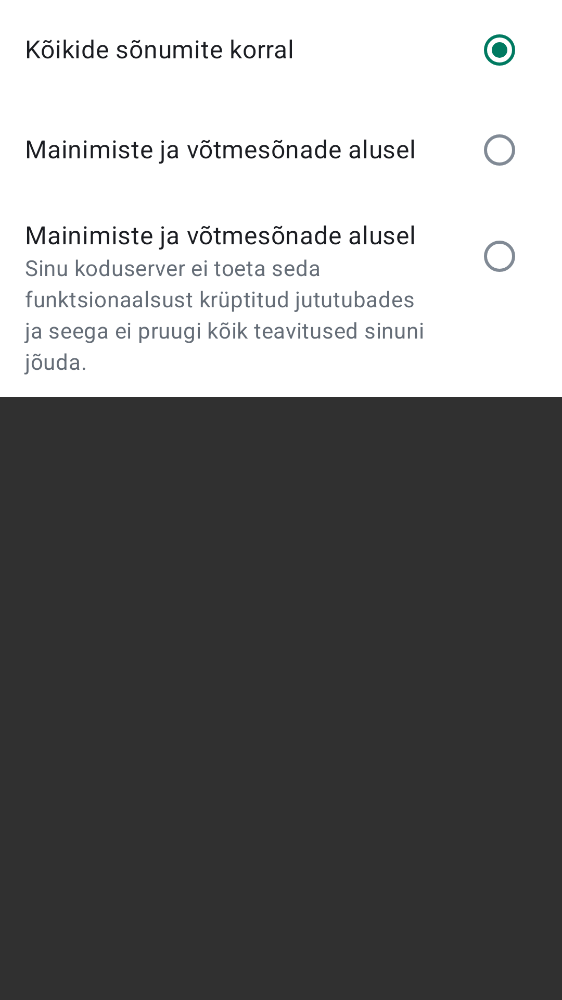 Kõikide sõnumite korral
Mainimiste ja võtmesõnade alusel
Mainimiste ja võtmesõnade alusel
Sinu koduserver ei toeta seda
funktsionaalsust krüptitud jututubades
ja seega ei pruugi kõik teavitused sinuni
jõuda.